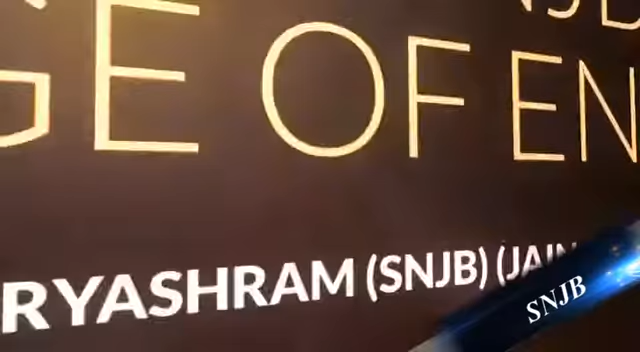 GE OF EN
RYASHRAM (SNJB) (JAIN
SNJB